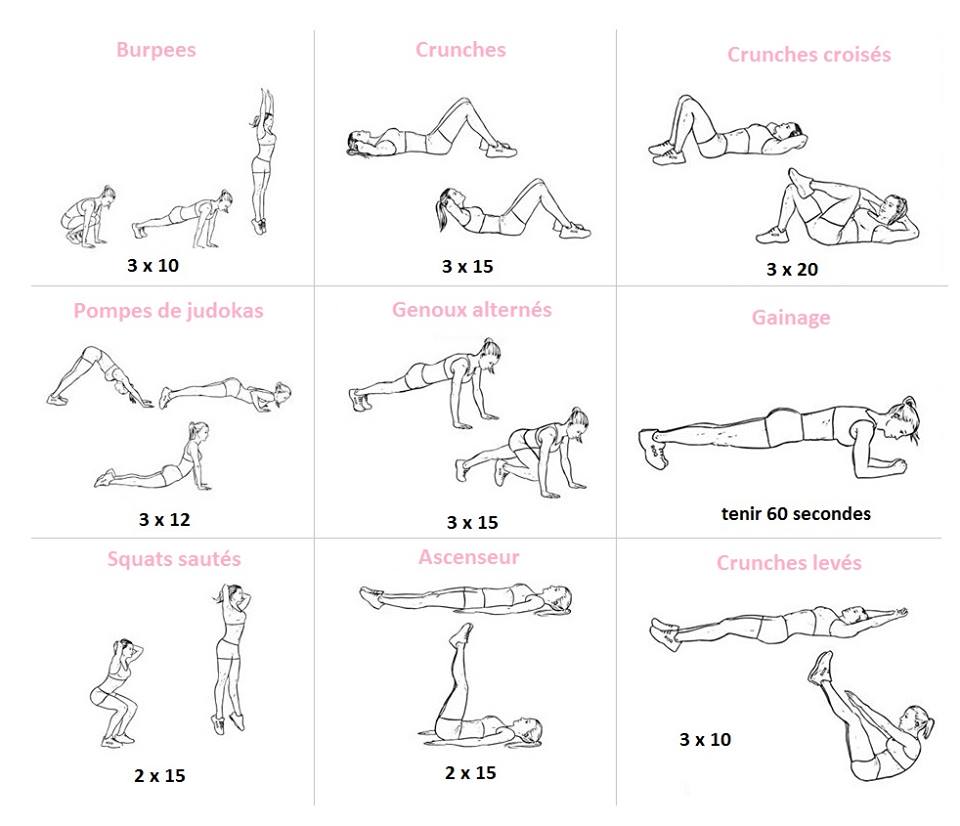 Burpees
3 x 10
Crunches
3 x 15
Crunches croisés
3 x 20
Pompes de judokas
3 x 12
Genoux alternés
3 x 15
Gainage
tenir 60 secondes
Squats sautés
2 x 15
Ascenseur
2 x 15
Crunches levés
3 x 10